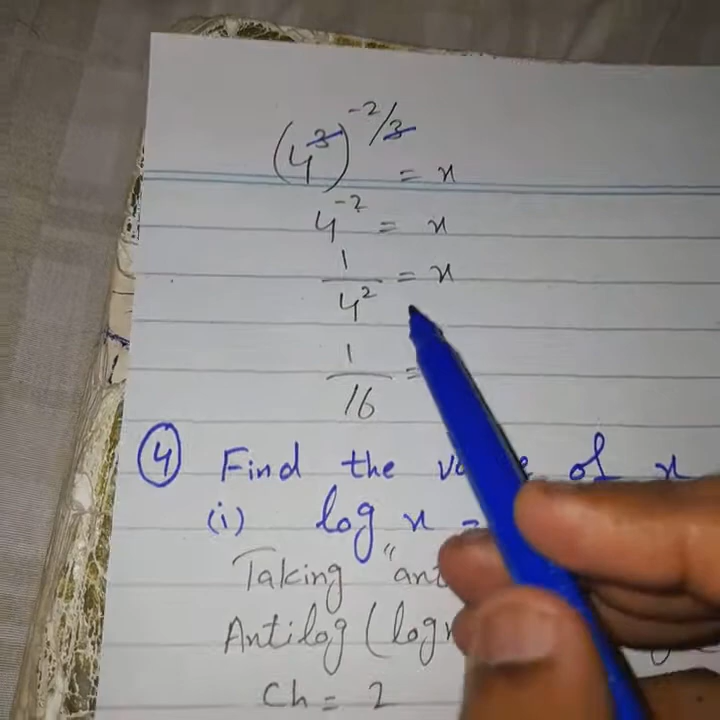 (4³)^-2/3 = x
4^-2 = x
1/4² = x
1/16 =
④ Find the of x
(i) log x =
Taking "
Antilog (log
Ch = 2